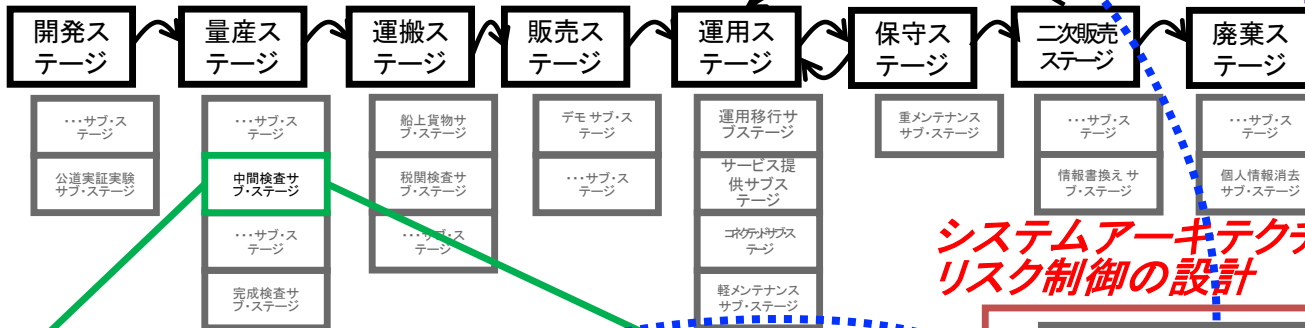 開発ス
テージ
量産ス
テージ
運搬ス
テージ
販売ス
テージ
運用ス
テージ
保守ス
テージ
二次販売
ステージ
廃棄ス
テージ
・・・サブ・ス
テージ
公道実証実験
サブ・ステージ
・・・サブ・ス
テージ
中間検査サ
ブ・ステージ
・・・サブ・ス
テージ
完成検査サ
ブ・ステージ
船上貨物サ
ブ・ステージ
税関検査サ
ブ・ステージ
・・・サブ・ス
テージ
デモ サブ・ス
テージ
・・・サブ・ス
テージ
運用移行サ
ブステージ
サービス提
供サブス
テージ
コネクテッドサブス
テージ
軽メンテナンス
サブ・ステージ
重メンテナンス
サブ・ステージ
・・・サブ・ス
テージ
情報書換え サ
ブ・ステージ
・・・サブ・ス
テージ
個人情報消去
サブ・ステージ
システムアーキテクチ
リスク制御の設計